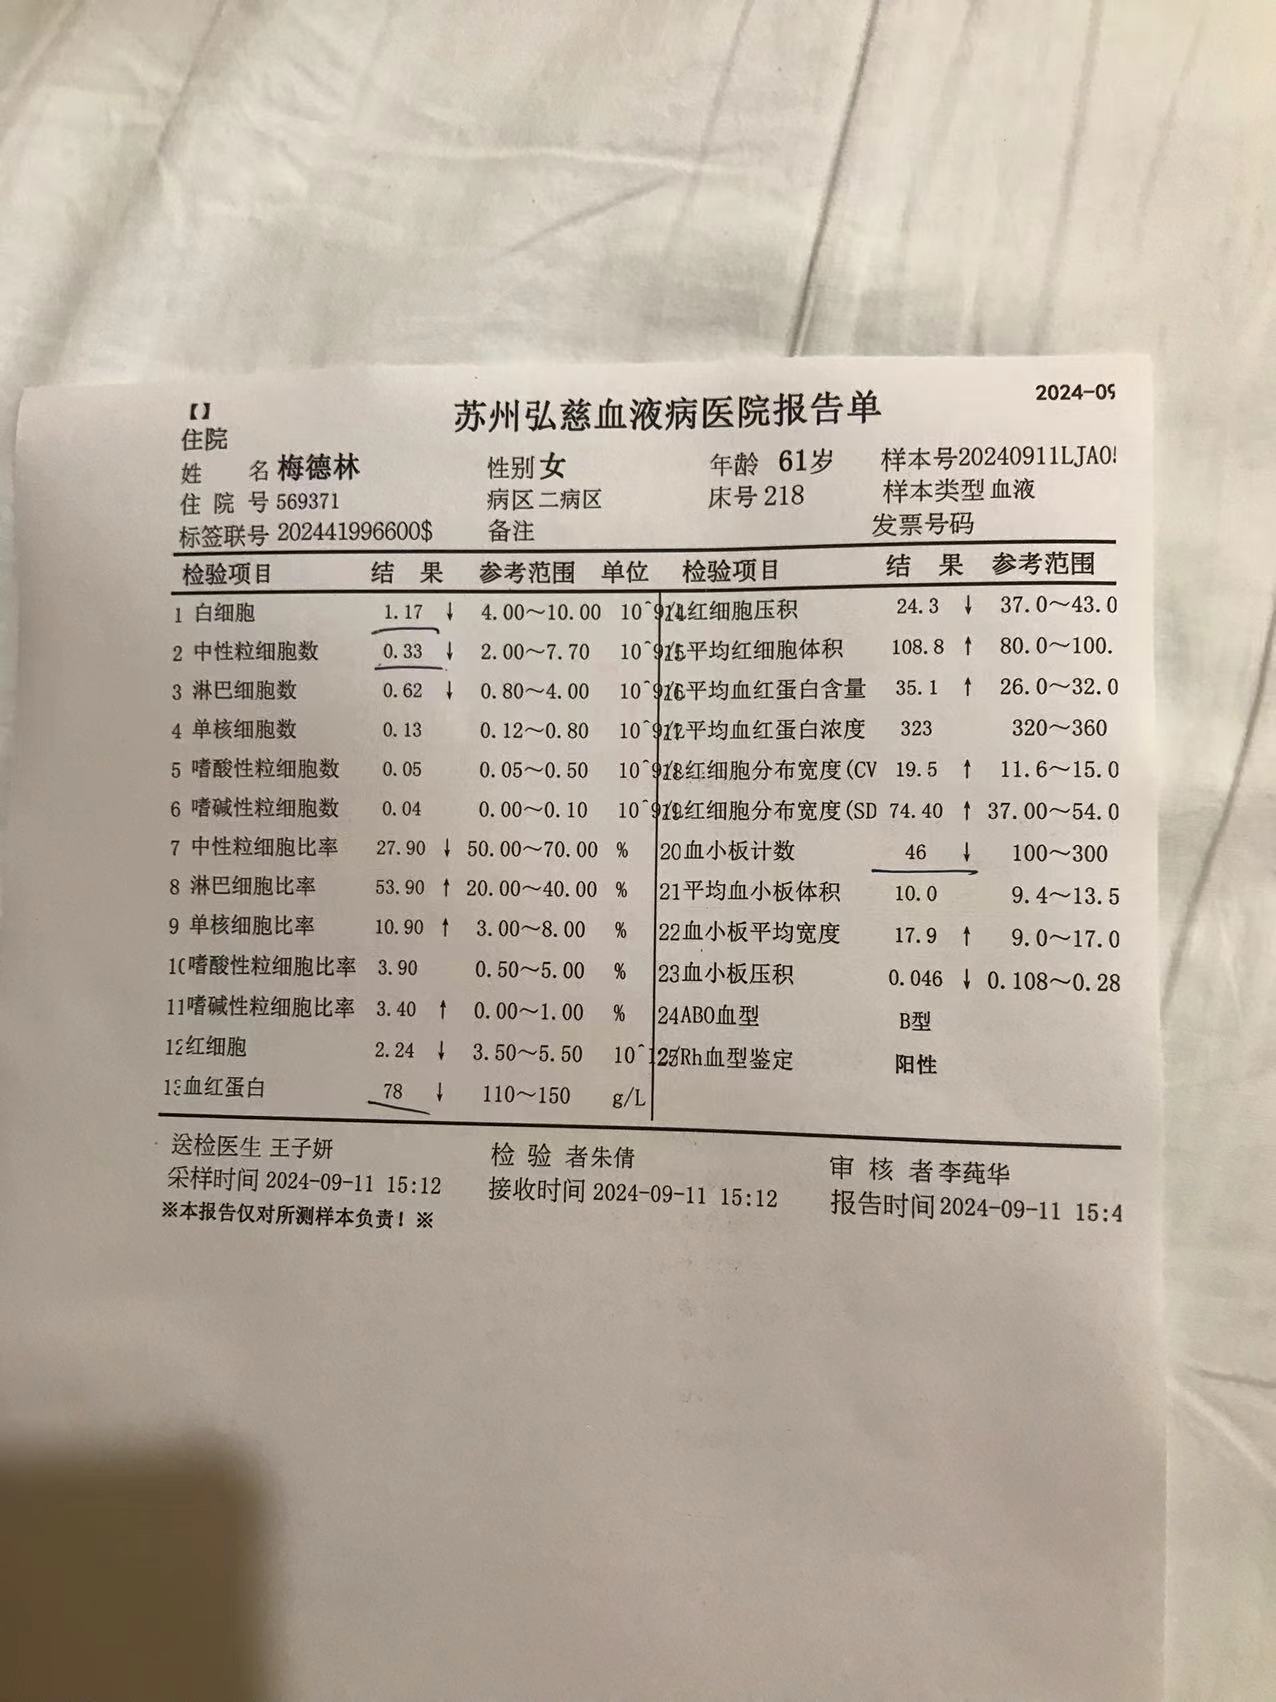 【】
2024-09
苏州弘慈血液病医院报告单
住院
姓 名 梅德林 性别 女 年龄 61岁 样本号20240911LJA05
住 院 号 569371 病区 二病区 床号 218 样本类型 血液
标签联号 202441996600$ 备注 发票号码
检验项目 结 果 参考范围 单位 检验项目 结 果 参考范围
1 白细胞 1.17 ↓ 4.00～10.00 10^9/L 14 红细胞压积 24.3 ↓ 37.0～43.0
2 中性粒细胞数 0.33 ↓ 2.00～7.70 10^9/L 15 平均红细胞体积 108.8 ↑ 80.0～100.
3 淋巴细胞数 0.62 ↓ 0.80～4.00 10^9/L 16 平均血红蛋白含量 35.1 ↑ 26.0～32.0
4 单核细胞数 0.13 0.12～0.80 10^9/L 17 平均血红蛋白浓度 323 320～360
5 嗜酸性粒细胞数 0.05 0.05～0.50 10^9/L 18 红细胞分布宽度(CV 19.5 ↑ 11.6～15.0
6 嗜碱性粒细胞数 0.04 0.00～0.10 10^9/L 19 红细胞分布宽度(SD 74.40 ↑ 37.00～54.0
7 中性粒细胞比率 27.90 ↓ 50.00～70.00 % 20血小板计数 46 ↓ 100～300
8 淋巴细胞比率 53.90 ↑ 20.00～40.00 % 21平均血小板体积 10.0 9.4～13.5
9 单核细胞比率 10.90 ↑ 3.00～8.00 % 22血小板平均宽度 17.9 ↑ 9.0～17.0
10嗜酸性粒细胞比率 3.90 0.50～5.00 % 23血小板压积 0.046 ↓ 0.108～0.28
11嗜碱性粒细胞比率 3.40 ↑ 0.00～1.00 % 24ABO血型 B型
12红细胞 2.24 ↓ 3.50～5.50 10^12/ 25Rh血型鉴定 阳性
13血红蛋白 78 ↓ 110～150 g/L
送检医生 王子妍 检 验 者朱倩 审 核 者李莼华
采样时间 2024-09-11 15:12 接收时间 2024-09-11 15:12 报告时间 2024-09-11 15:4
※本报告仅对所测样本负责！※